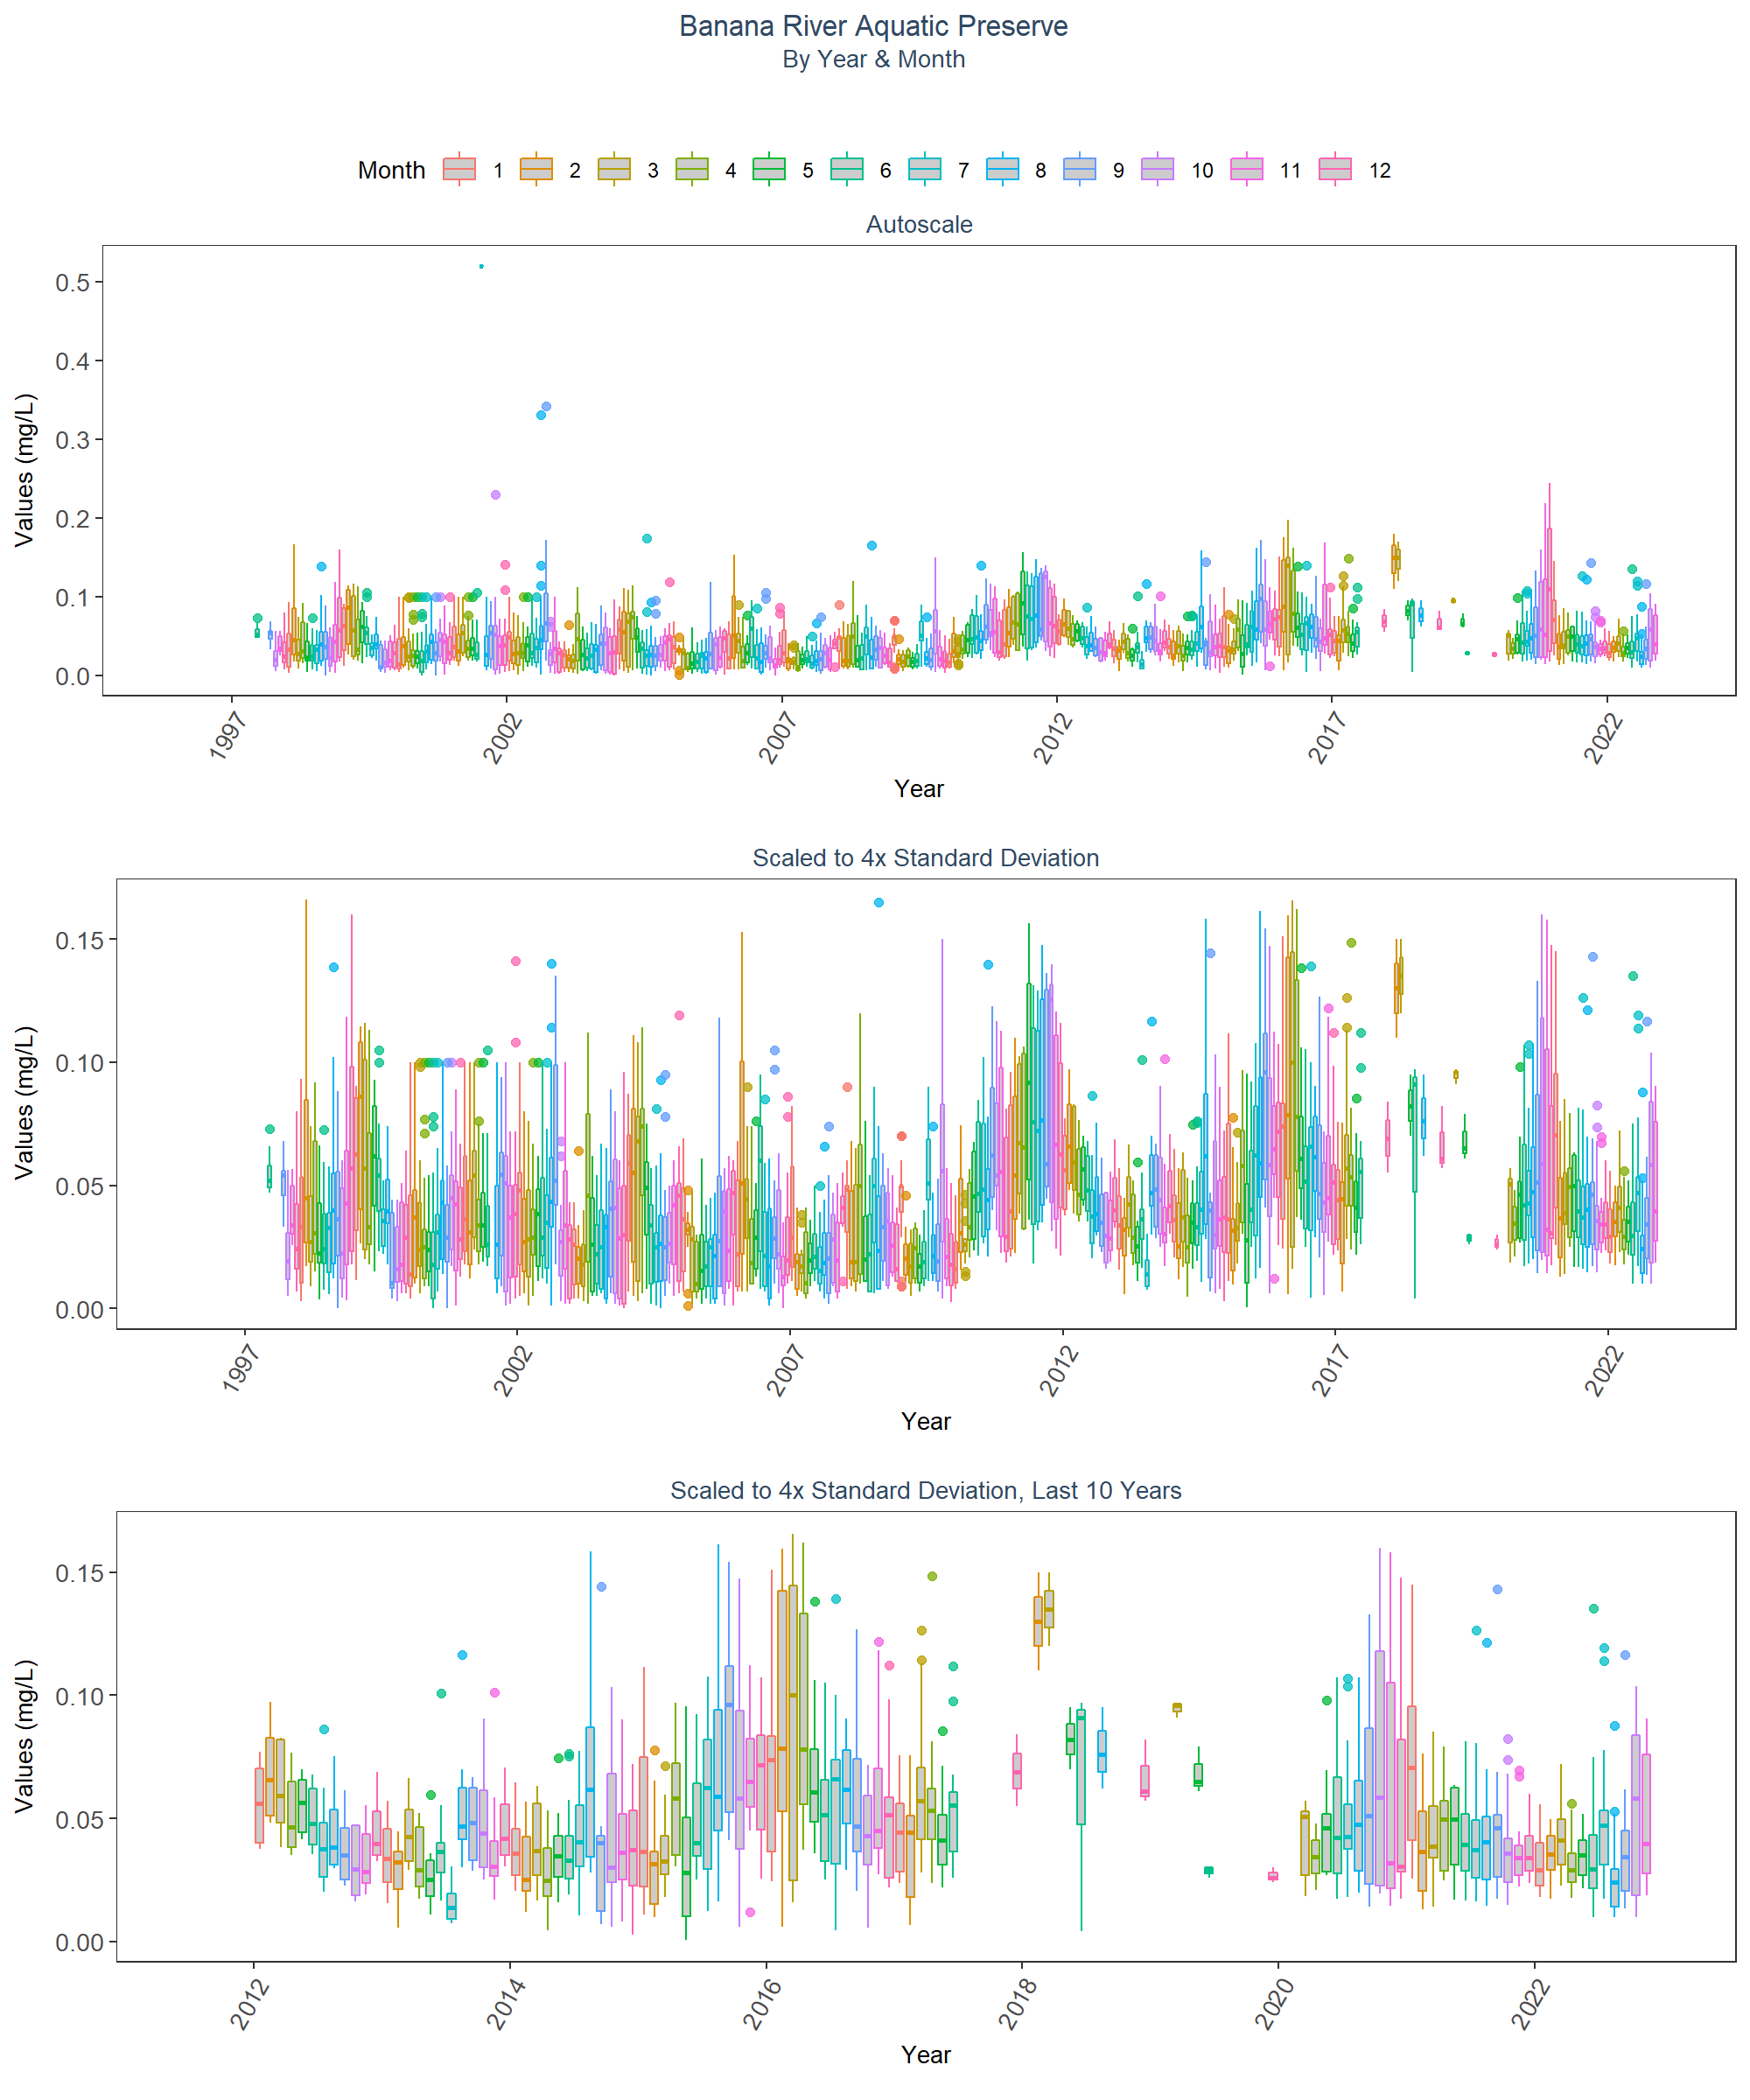 Banana River Aquatic Preserve
By Year & Month
Month 1 2 3 4 5 6 7 8 9 10 11 12
Autoscale
Values (mg/L)
0.5
0.4
0.3
0.2
0.1
0.0
1997 2002 2007 2012 2017 2022
Year
Scaled to 4x Standard Deviation
Values (mg/L)
0.15
0.10
0.05
0.00
1997 2002 2007 2012 2017 2022
Year
Scaled to 4x Standard Deviation, Last 10 Years
Values (mg/L)
0.15
0.10
0.05
0.00
2012 2014 2016 2018 2020 2022
Year